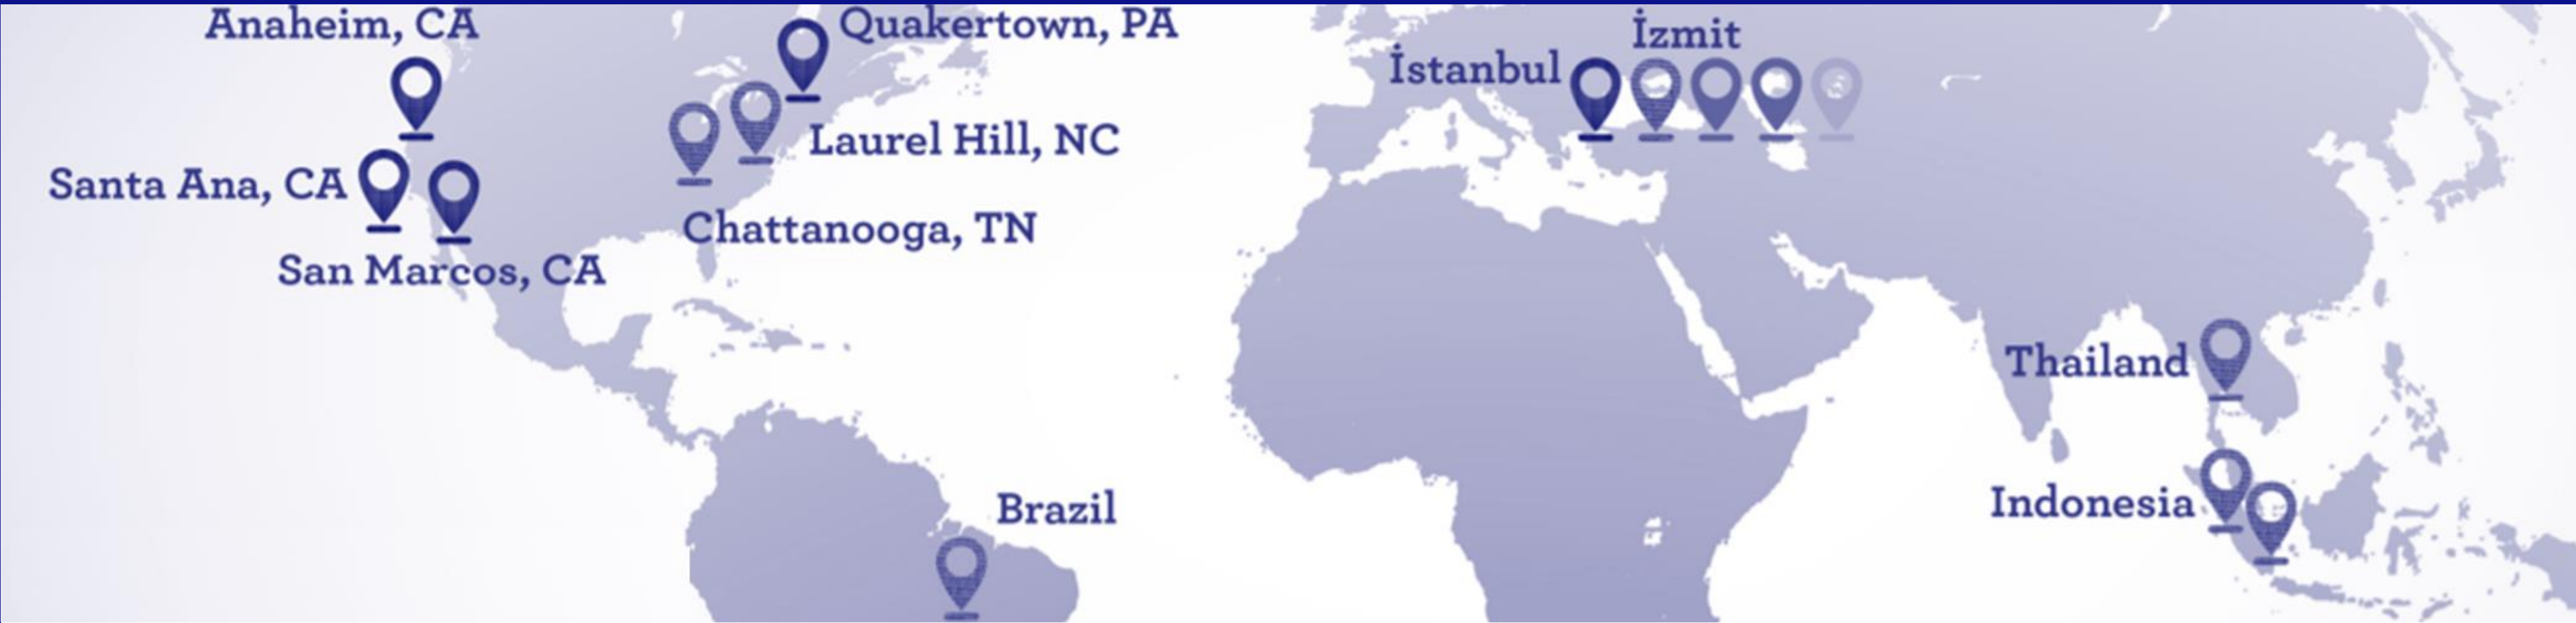 Anaheim, CA
Quakertown, PA
İzmit
İstanbul
Laurel Hill, NC
Santa Ana, CA
Chattanooga, TN
San Marcos, CA
Thailand
Indonesia
Brazil